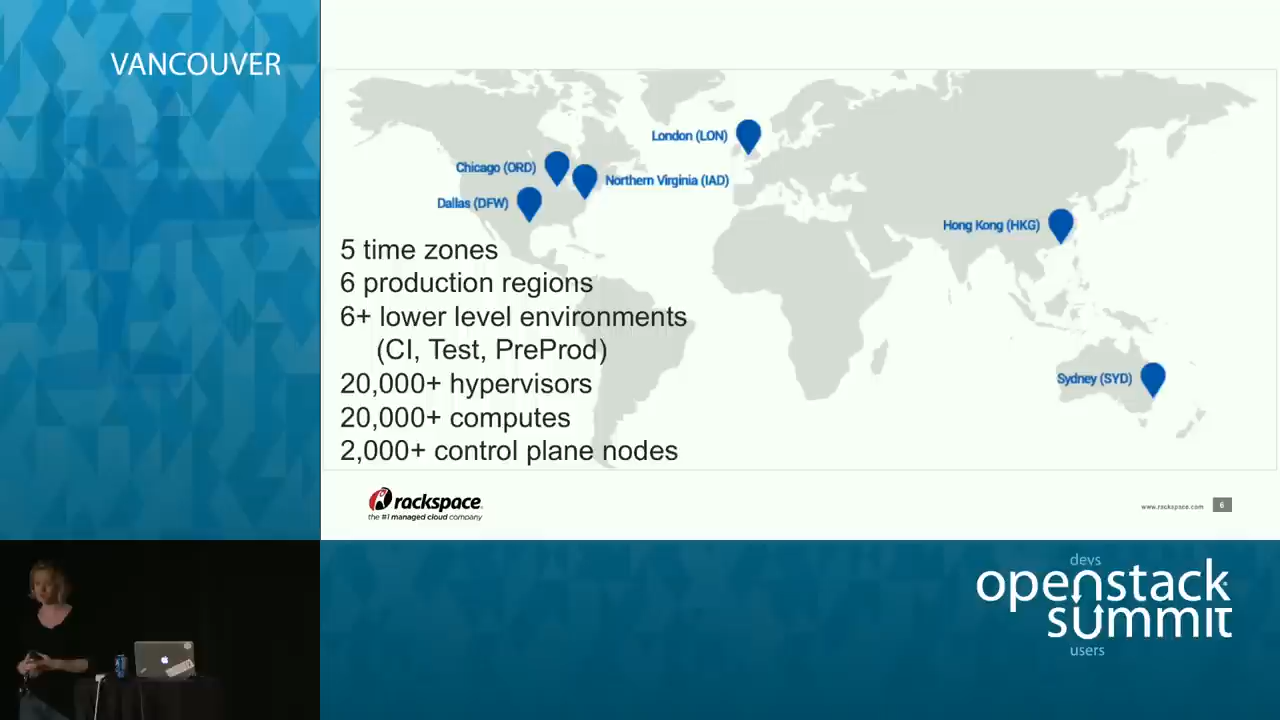 VANCOUVER
London (LON)
Chicago (ORD)
Northern Virginia (IAD)
Dallas (DFW)
Hong Kong (HKG)
Sydney (SYD)
5 time zones
6 production regions
6+ lower level environments
(CI, Test, PreProd)
20,000+ hypervisors
20,000+ computes
2,000+ control plane nodes
rackspace
the #1 managed cloud company
www.rackspace.com
6
devs
openstack
summit
users